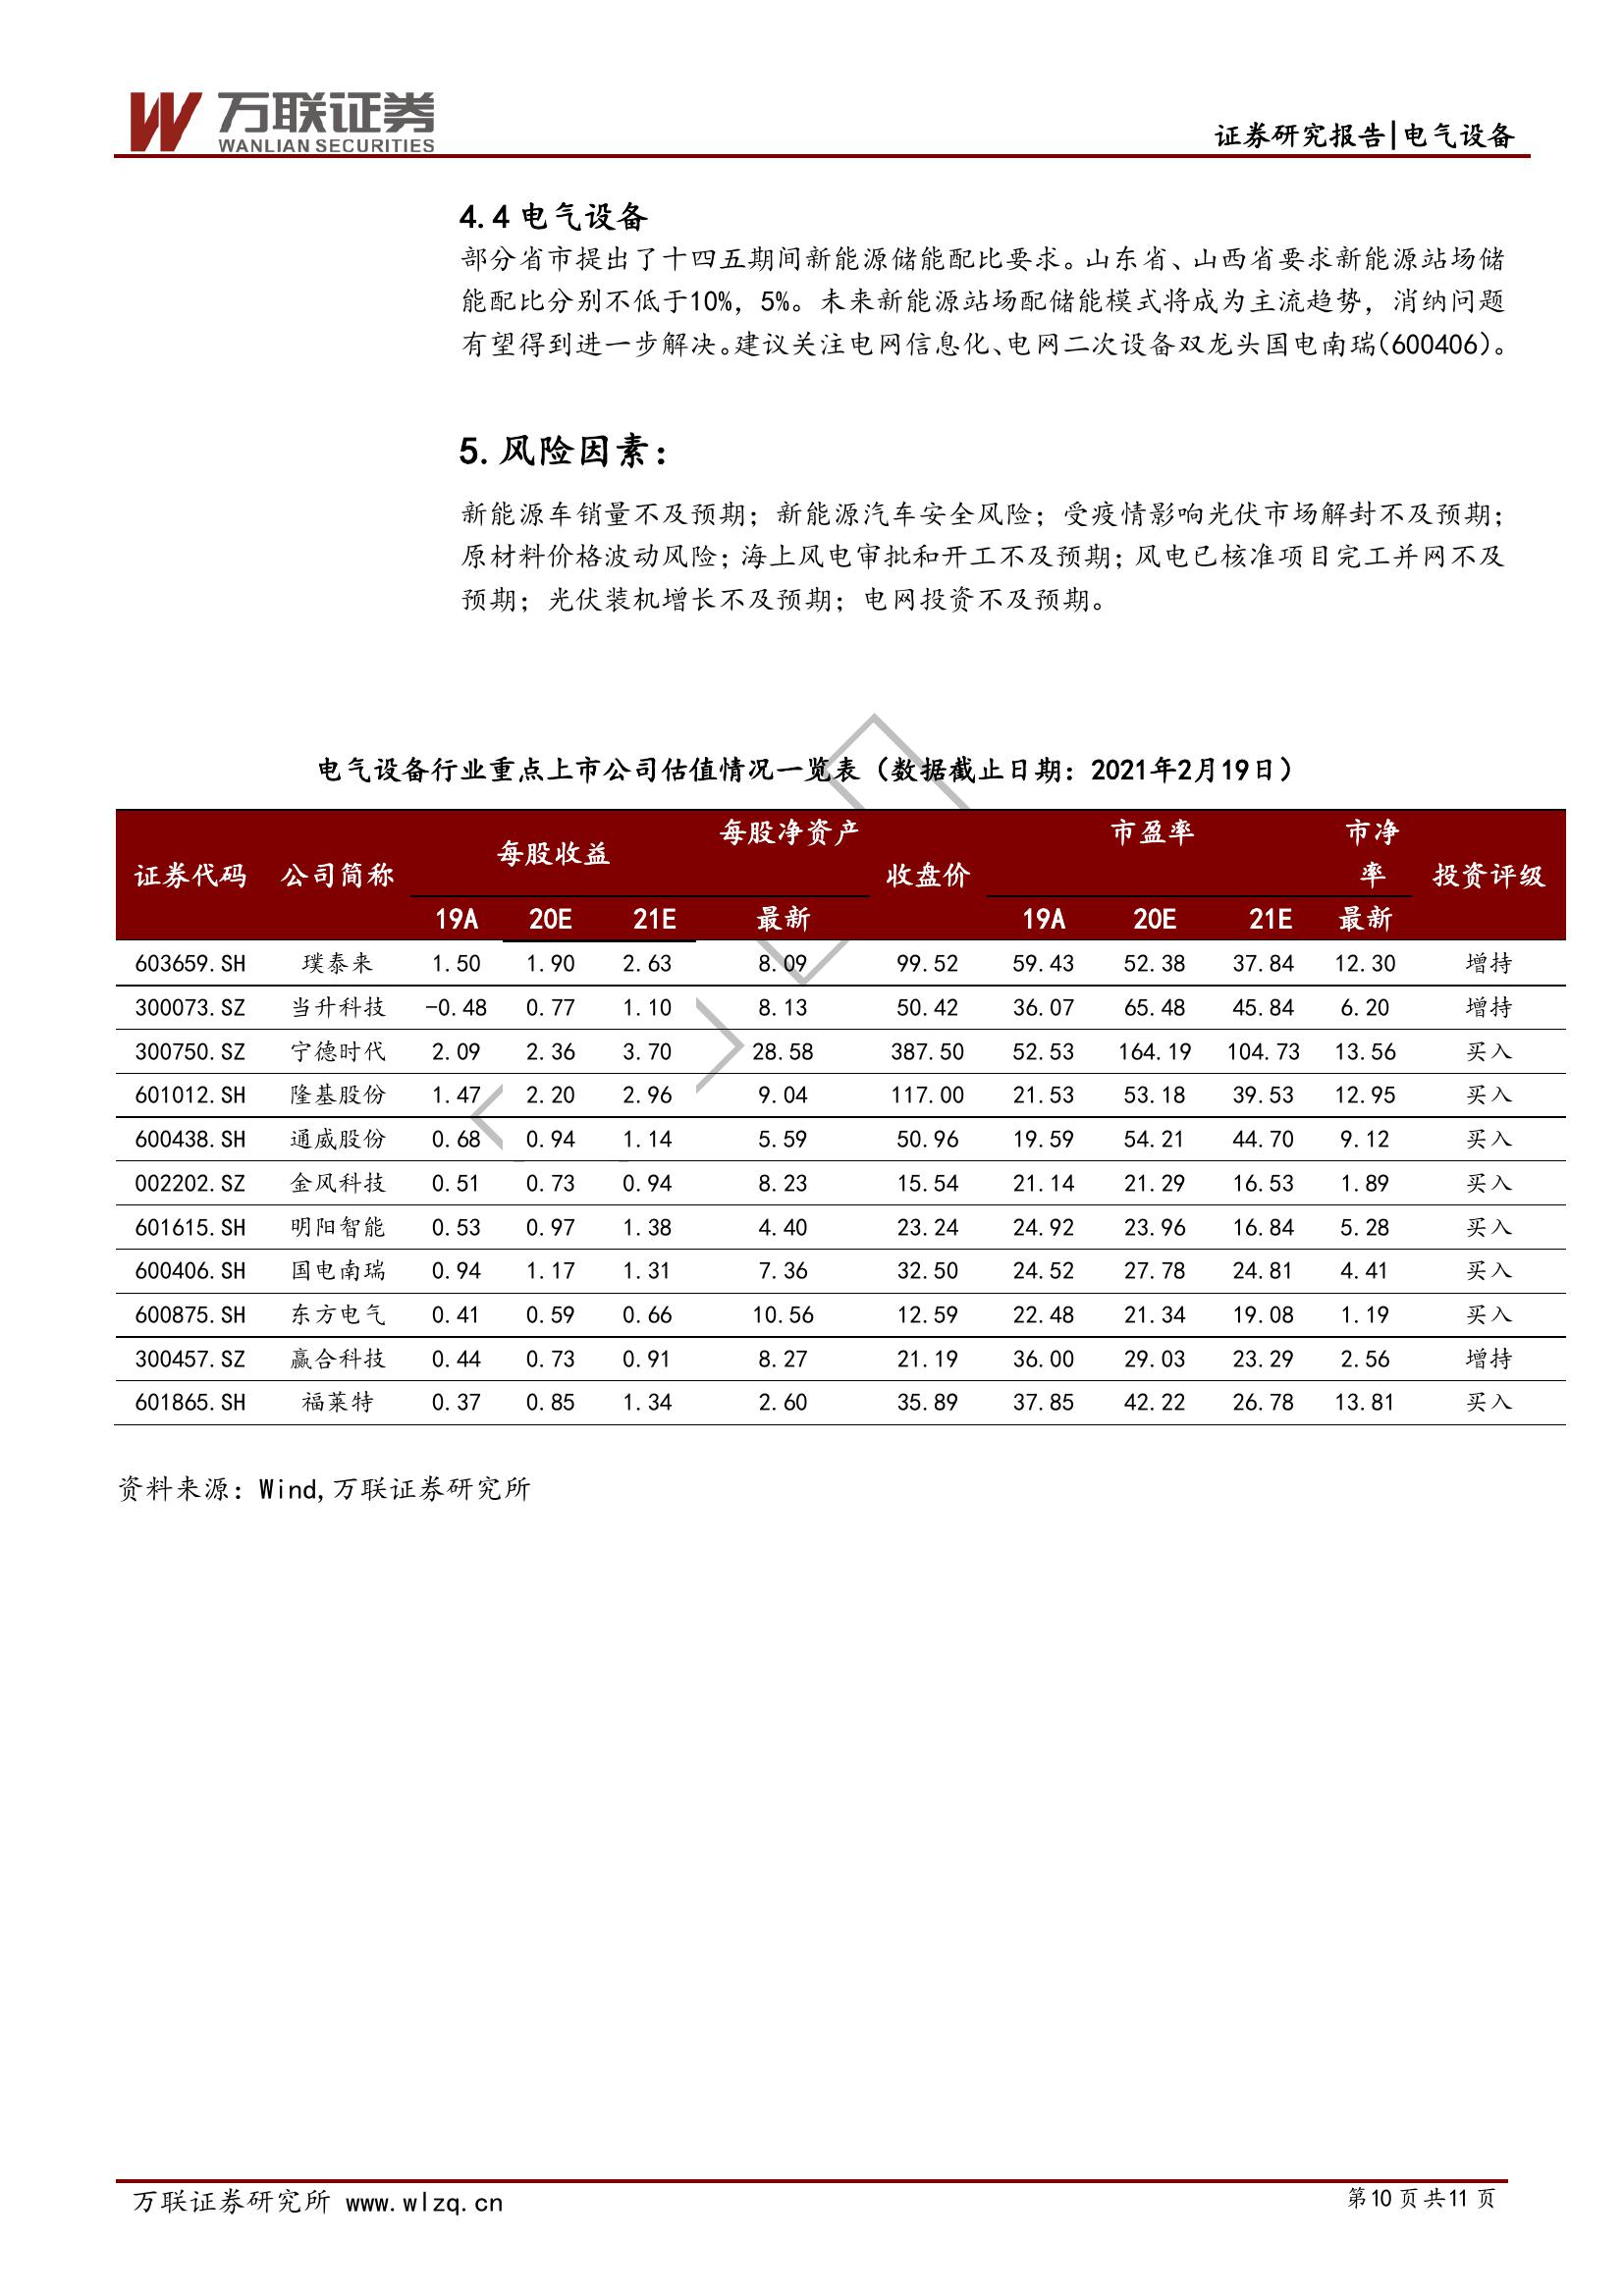 万联证券
WANLIAN SECURITIES
证券研究报告|电气设备
4.4 电气设备
部分省市提出了十四五期间新能源储能配比要求。山东省、山西省要求新能源站场储
能配比分别不低于10%，5%。未来新能源站场配储能模式将成为主流趋势，消纳问题
有望得到进一步解决。建议关注电网信息化、电网二次设备双龙头国电南瑞(600406)。
5.风险因素：
新能源车销量不及预期；新能源汽车安全风险；受疫情影响光伏市场解封不及预期；
原材料价格波动风险；海上风电审批和开工不及预期；风电已核准项目完工并网不及
预期；光伏装机增长不及预期；电网投资不及预期。
电气设备行业重点上市公司估值情况一览表（数据截止日期：2021年2月19日）
证券代码 公司简称 每股收益 每股净资产 收盘价 市盈率 市净率 投资评级
19A 20E 21E 最新 19A 20E 21E 最新
603659.SH 璞泰来 1.50 1.90 2.63 8.09 99.52 59.43 52.38 37.84 12.30 增持
300073.SZ 当升科技 -0.48 0.77 1.10 8.13 50.42 36.07 65.48 45.84 6.20 增持
300750.SZ 宁德时代 2.09 2.36 3.70 28.58 387.50 52.53 164.19 104.73 13.56 买入
601012.SH 隆基股份 1.47 2.20 2.96 9.04 117.00 21.53 53.18 39.53 12.95 买入
600438.SH 通威股份 0.68 0.94 1.14 5.59 50.96 19.59 54.21 44.70 9.12 买入
002202.SZ 金风科技 0.51 0.73 0.94 8.23 15.54 21.14 21.29 16.53 1.89 买入
601615.SH 明阳智能 0.53 0.97 1.38 4.40 23.24 24.92 23.96 16.84 5.28 买入
600406.SH 国电南瑞 0.94 1.17 1.31 7.36 32.50 24.52 27.78 24.81 4.41 买入
600875.SH 东方电气 0.41 0.59 0.66 10.56 12.59 22.48 21.34 19.08 1.19 买入
300457.SZ 赢合科技 0.44 0.73 0.91 8.27 21.19 36.00 29.03 23.29 2.56 增持
601865.SH 福莱特 0.37 0.85 1.34 2.60 35.89 37.85 42.22 26.78 13.81 买入
资料来源：Wind,万联证券研究所
万联证券研究所 www.wlzq.cn
第10页共11页